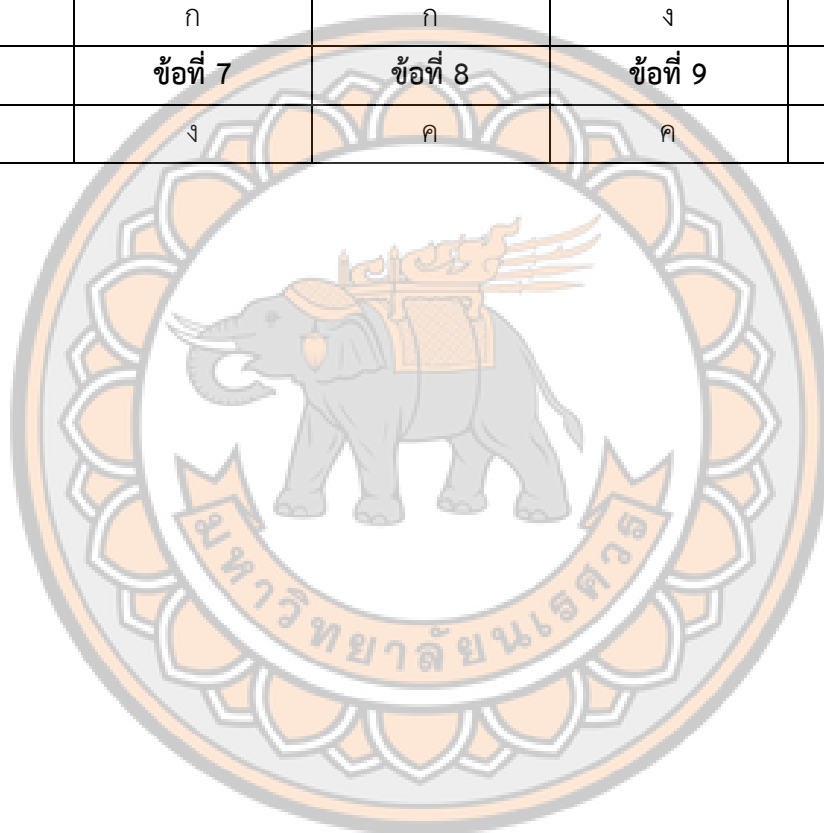 ก ก ง
ข้อที่ 7 ข้อที่ 8 ข้อที่ 9
ง ค ค
มหาวิทยาลัยนเรศวร